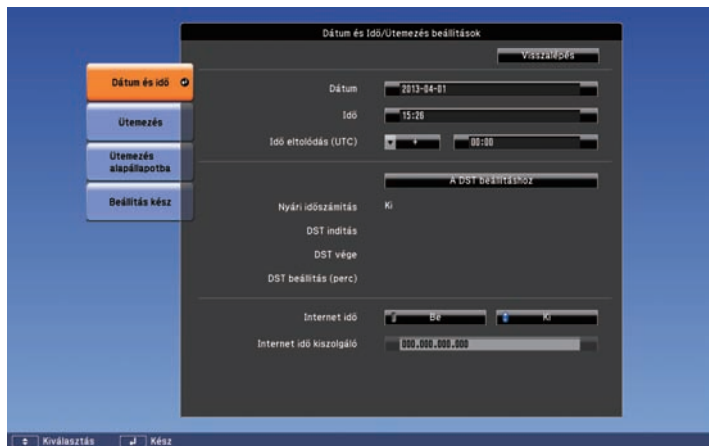 Dátum és Idő/Ütemezés beállítások
Visszalépés
Dátum és idő
Ütemezés
Ütemezés
alapállapotba
Beállítás kész
Dátum 2013-04-01
Idő 15:26
Idő eltolódás (UTC) + 00:00
A DST beállításhoz
Nyári időszámítás Ki
DST indítás
DST vége
DST beállítás (perc)
Internet idő Be Ki
Internet idő kiszolgáló 000.000.000.000
Kiválasztás Kész